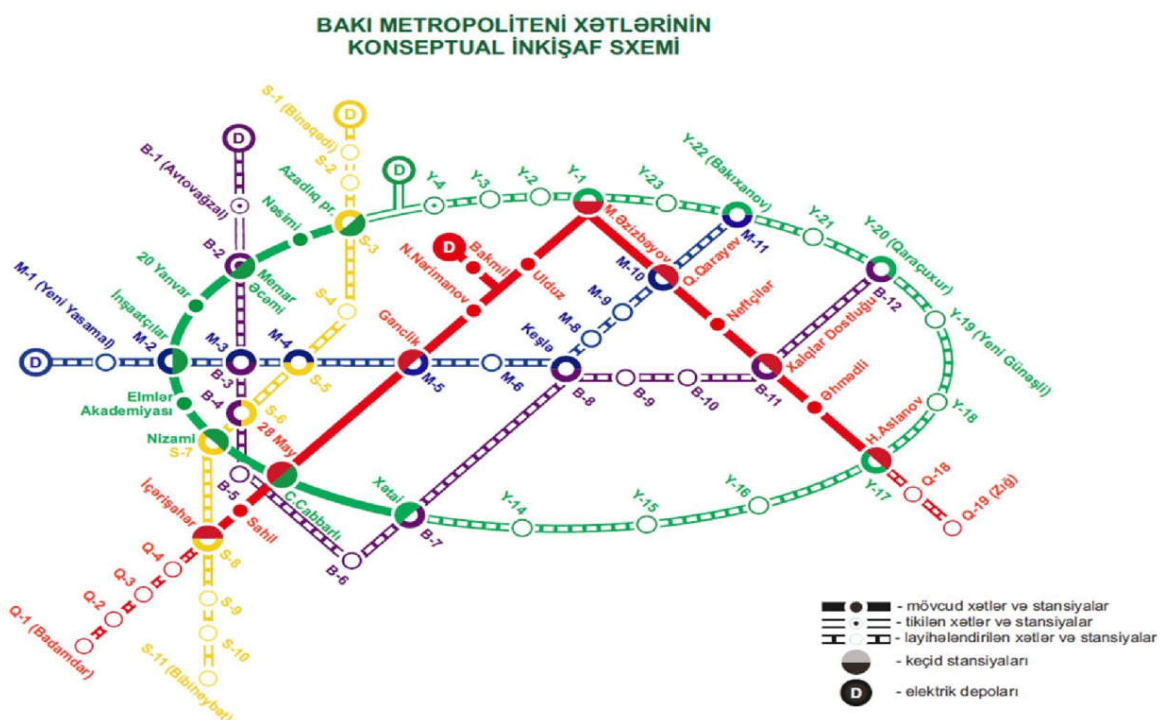 BAKI METROPOLİTENİ XƏTLƏRİNİN
KONSEPTUAL İNKİŞAF SXEMİ
D
D
D
S-1 (Binəqədi)
S-2
B-1 (Avtovağzal)
Azadlıq pr.
S-3
Nəsimi
B-2
Memar
Əcəmi
20 Yanvar
İnşaatçılar
M-1 (Yeni Yasamal)
D
M-2
M-3
B-3
M-4
S-5
S-4
B-4
S-6
Elmlər
Akademiyası
Nizami
S-7
28 May
C.Cabbarlı
B-5
B-6
İçərişəhər
S-8
Sahil
Q-4
Q-3
Q-2
Q-1 (Badamdar)
S-9
S-10
S-11 (Bibiheybət)
Y-4
Y-3
Y-2
Y-1
Y-23
Y-22 (Bakıxanov)
M-11
Y-21
Y-20 (Qaraçuxur)
B-12
Y-19 (Yeni Günəşli)
Y-18
D
Bakmil
N.Nərimanov
Ulduz
Gənclik
M-5
M-6
M.Əzizbəyov
Q.Qarayev
M-10
M-9
M-8
Keşlə
B-8
B-9
B-10
B-11
Neftçilər
Xalqlar Dostluğu
Əhmədli
H.Aslanov
Y-17
Q-18
Q-19 (Zığ)
Xətai
B-7
Y-14
Y-15
Y-16
- mövcud xətlər və stansiyalar
- tikilən xətlər və stansiyalar
- layihələndirilən xətlər və stansiyalar
- keçid stansiyaları
D - elektrik depoları